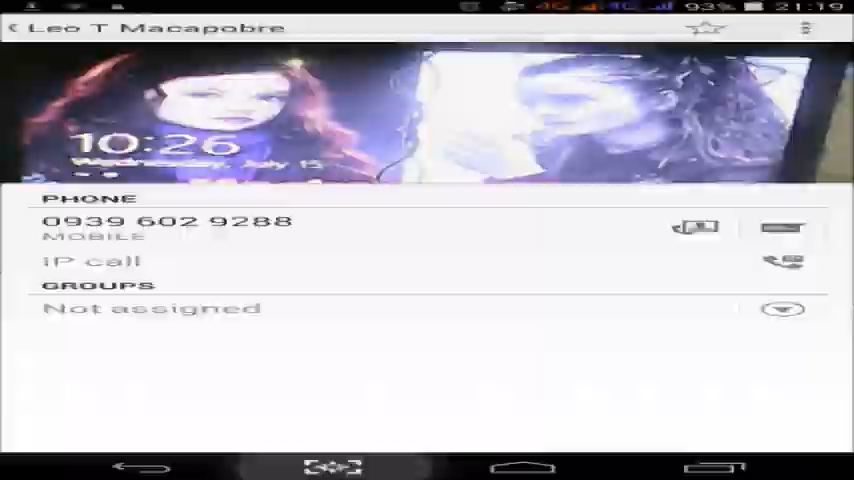 93% 21:19
Leo T Macapobre
10:26
Wednesday, July 15
PHONE
0939 602 9288
MOBILE
IP call
GROUPS
Not assigned